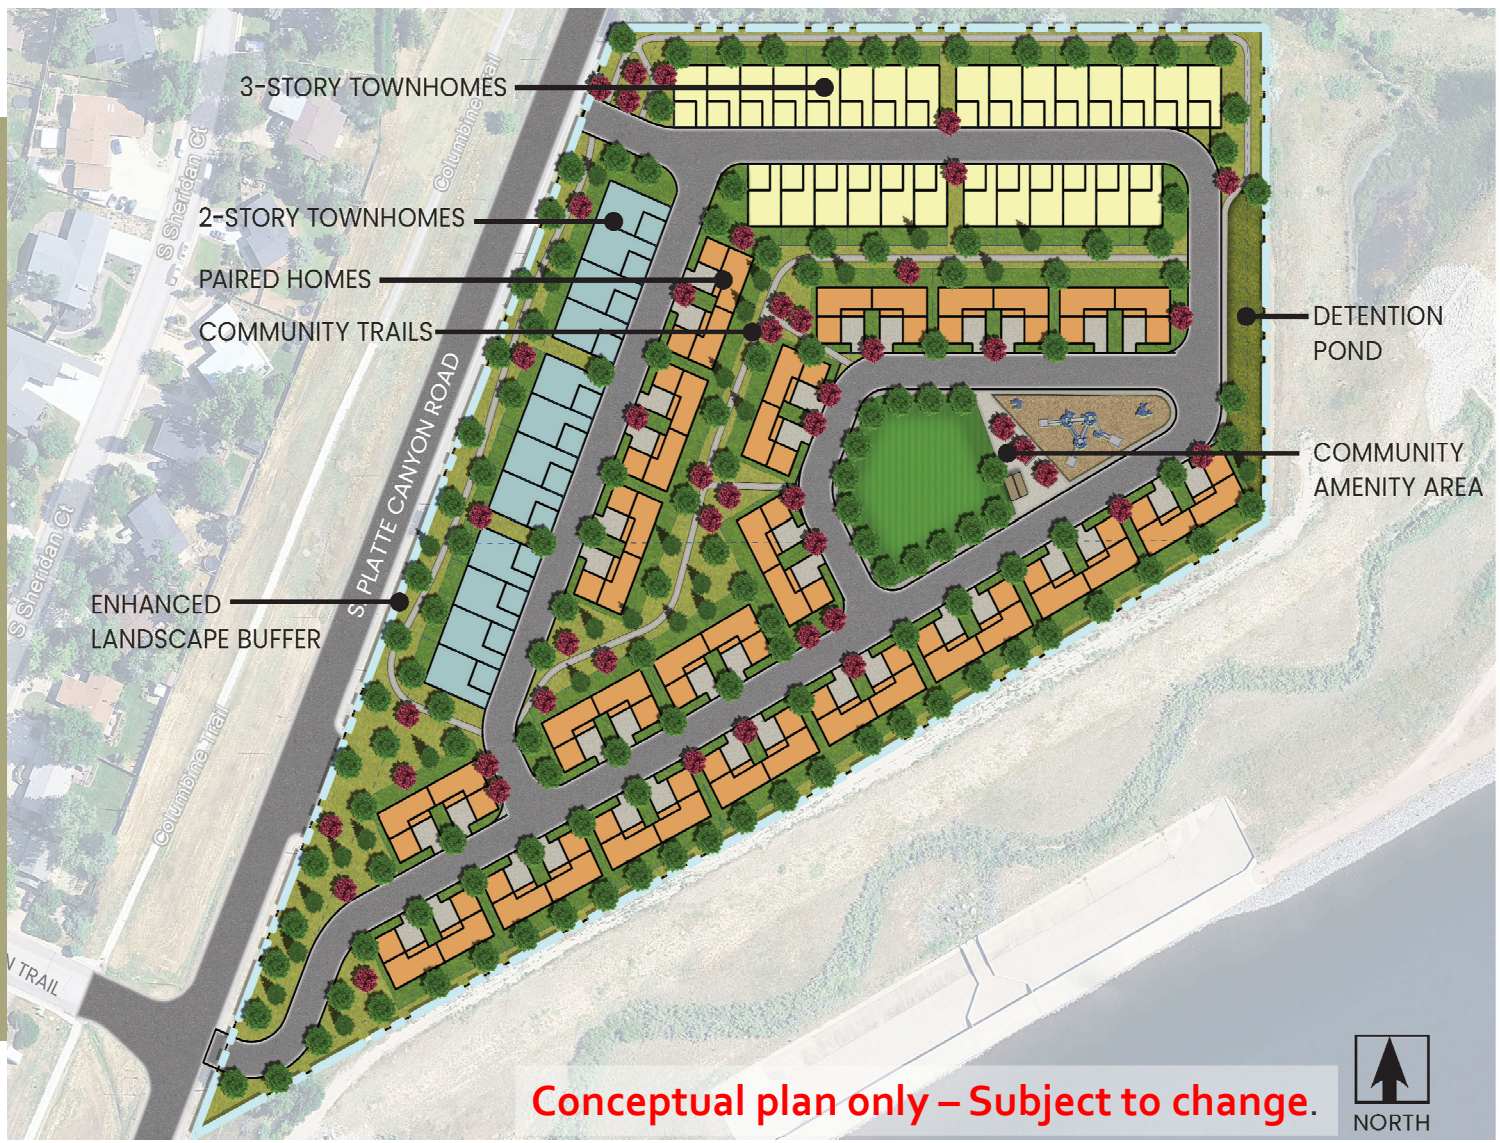 3-STORY TOWNHOMES
Columbine Trail
S Sheridan Ct
2-STORY TOWNHOMES
PAIRED HOMES
COMMUNITY TRAILS
DETENTION
POND
S. PLATTE CANYON ROAD
COMMUNITY
AMENITY AREA
S Sheridan Ct
ENHANCED
LANDSCAPE BUFFER
Columbine Trail
N TRAIL
Conceptual plan only – Subject to change.
NORTH